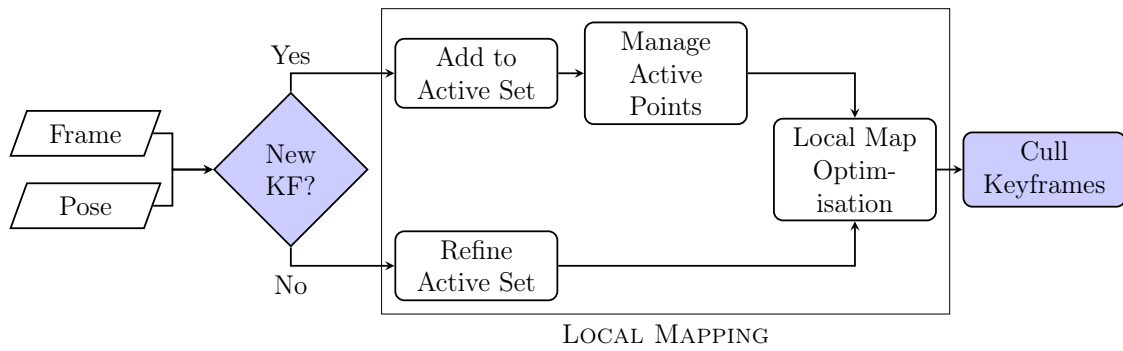 Frame
Pose
New
KF?
Yes
No
Add to
Active Set
Manage
Active
Points
Refine
Active Set
Local Map
Optim-
isation
Cull
Keyframes
LOCAL MAPPING